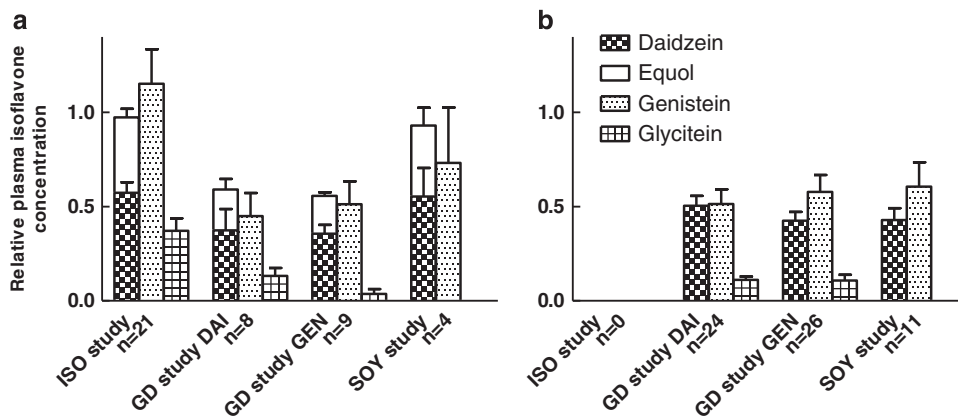 a
Relative plasma isoflavone
concentration
1.0
0.5
0.0
ISO study
n=21
GD study DAI
n=8
GD study GEN
n=9
SOY study
n=4
b
Daidzein
Equol
Genistein
Glycitein
1.0
0.5
0.0
ISO study
n=0
GD study DAI
n=24
GD study GEN
n=26
SOY study
n=11